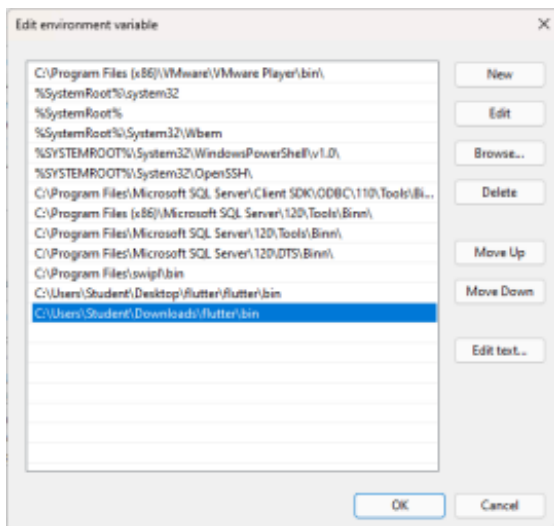 Edit environment variable
C:\Program Files (x86)\VMware\VMware Player\bin\
%SystemRoot%\system32
%SystemRoot%
%SystemRoot%\System32\Wbem
%SYSTEMROOT%\System32\WindowsPowerShell\v1.0\
%SYSTEMROOT%\System32\OpenSSH\
C:\Program Files\Microsoft SQL Server\Client SDK\ODBC\110\Tools\Bi...
C:\Program Files (x86)\Microsoft SQL Server\120\Tools\Binn\
C:\Program Files\Microsoft SQL Server\120\Tools\Binn\
C:\Program Files\Microsoft SQL Server\120\DTS\Binn\
C:\Program Files\swipl\bin
C:\Users\Student\Desktop\flutter\flutter\bin
C:\Users\Student\Downloads\flutter\bin
New
Edit
Browse...
Delete
Move Up
Move Down
Edit text...
OK
Cancel